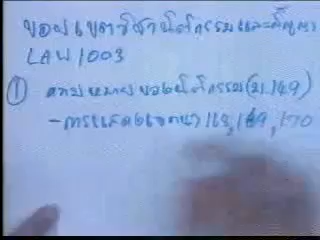 ขอบเขตวิชานิติกรรมและสัญญา
LAW 1003
① ความหมายของนิติกรรม (ม.149)
- การแสดงเจตนา 168, 169, 170